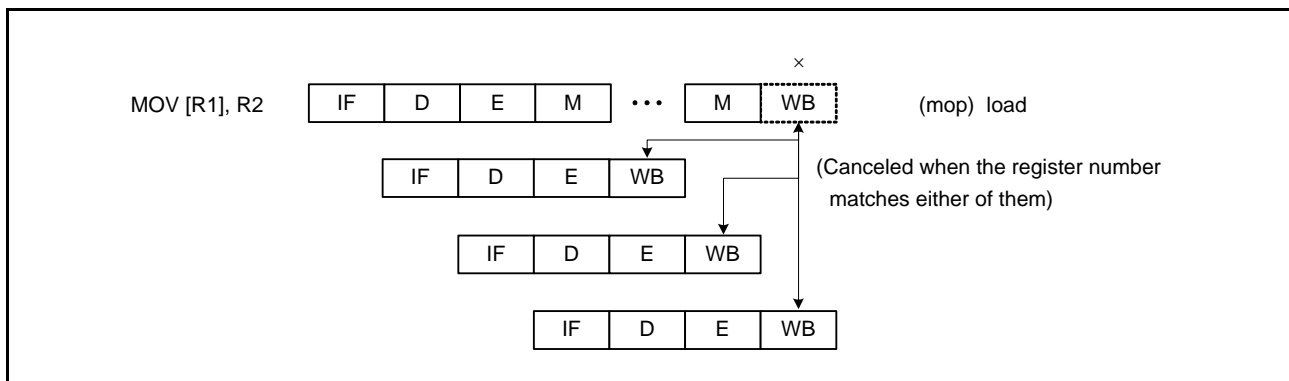 ×
MOV [R1], R2 IF D E M ••• M WB (mop) load
IF D E WB
(Canceled when the register number
matches either of them)
IF D E WB
IF D E WB